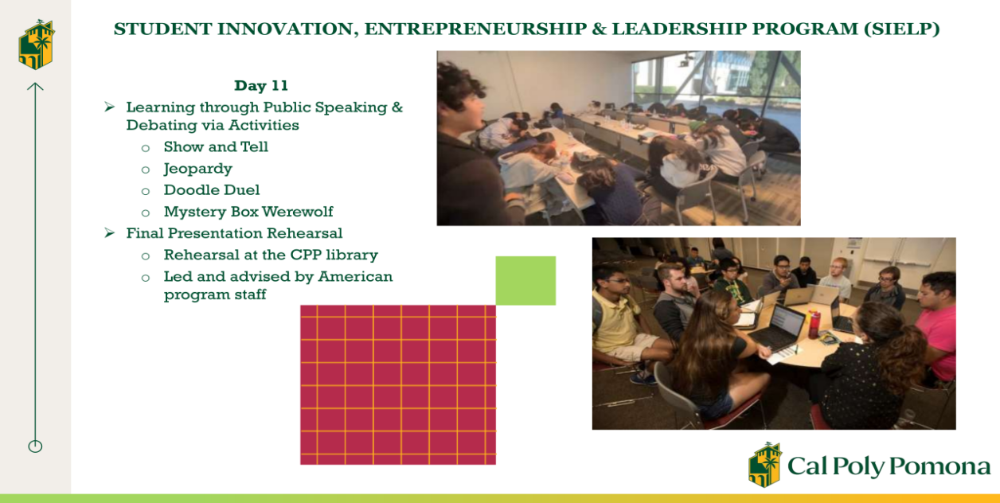 STUDENT INNOVATION, ENTREPRENEURSHIP & LEADERSHIP PROGRAM (SIELP)
Day 11
➢ Learning through Public Speaking &
Debating via Activities
o Show and Tell
o Jeopardy
o Doodle Duel
o Mystery Box Werewolf
➢ Final Presentation Rehearsal
o Rehearsal at the CPP library
o Led and advised by American
program staff
Cal Poly Pomona